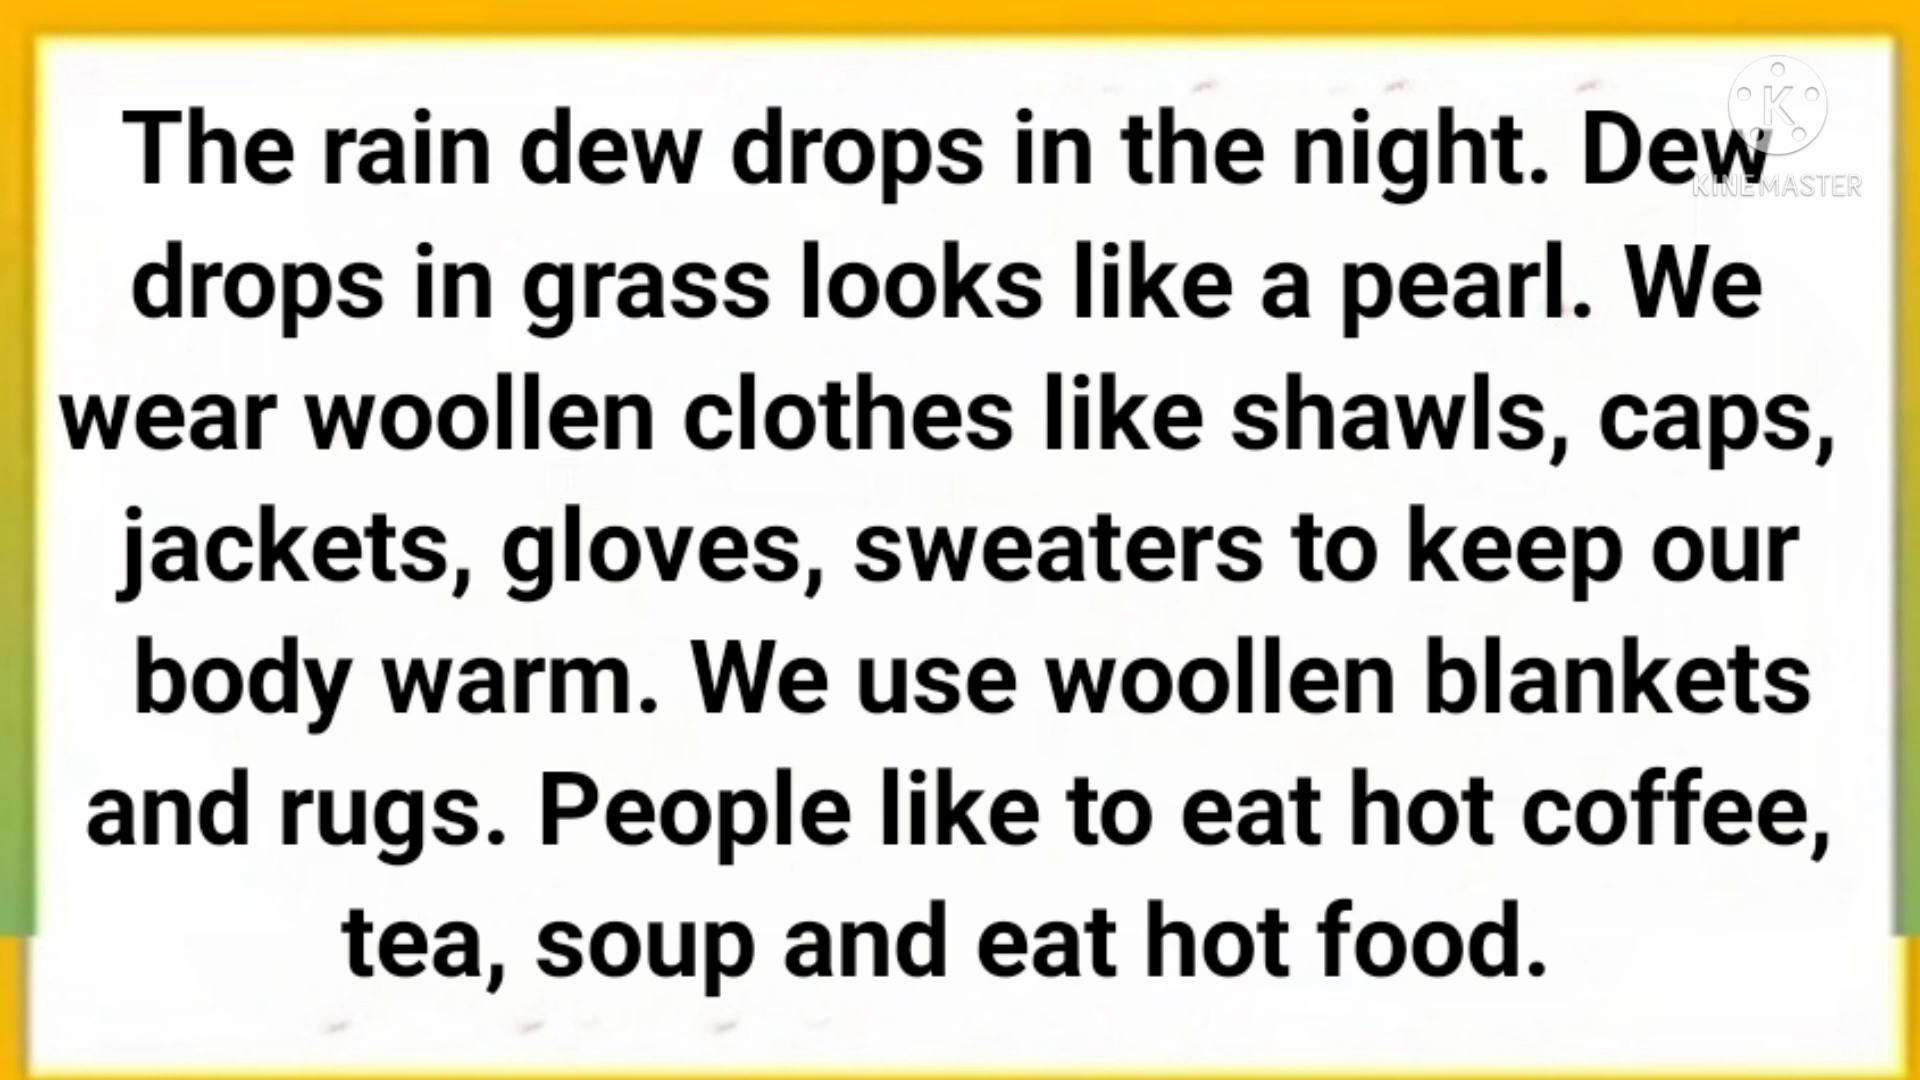 The rain dew drops in the night. Dew
drops in grass looks like a pearl. We
wear woollen clothes like shawls, caps,
jackets, gloves, sweaters to keep our
body warm. We use woollen blankets
and rugs. People like to eat hot coffee,
tea, soup and eat hot food.
K
KINEMASTER